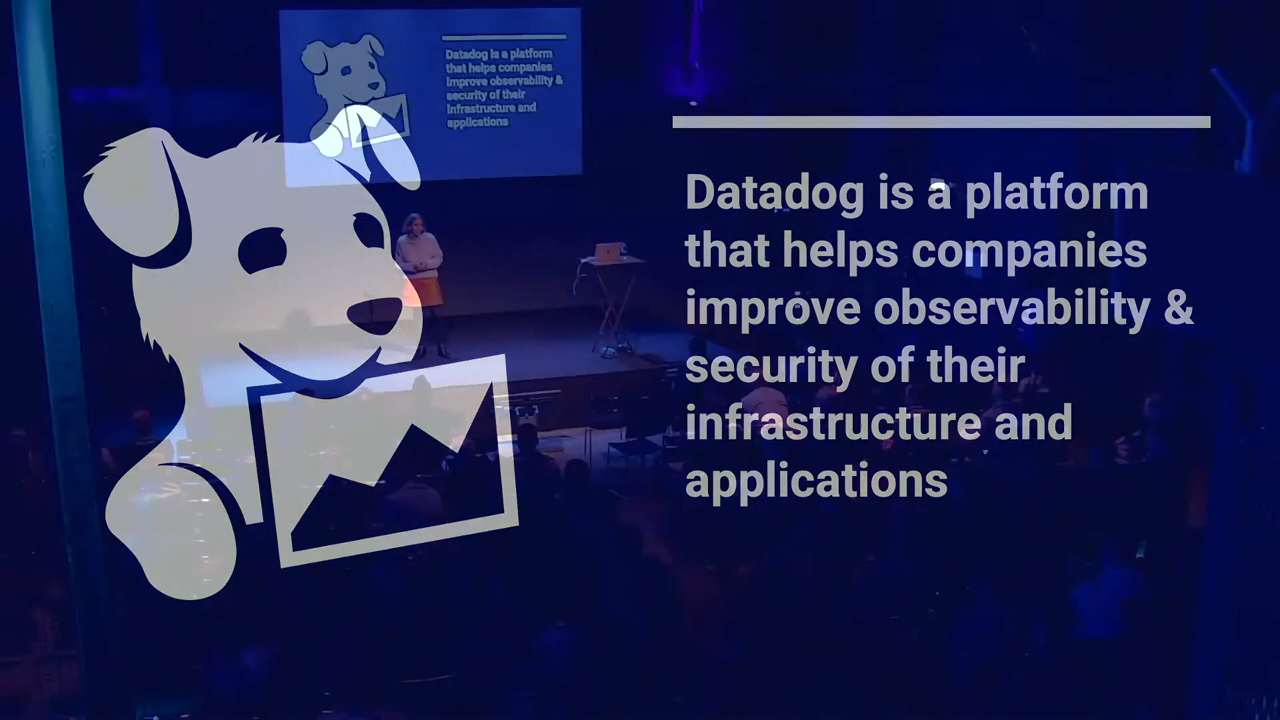 Datadog is a platform
that helps companies
improve observability &
security of their
infrastructure and
applications
Datadog is a platform
that helps companies
improve observability &
security of their
infrastructure and
applications